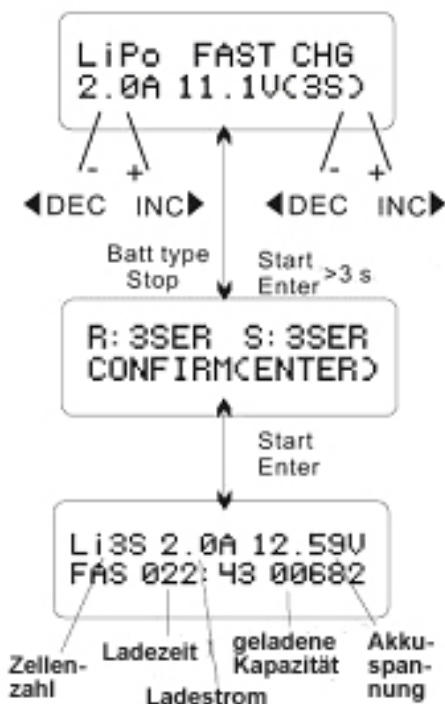 LiPo FAST CHG
2.0A 11.1V(3S)
- + - +
◀DEC INC▶ ◀DEC INC▶
Batt type
Stop
Start
Enter >3 s
R:3SER S:3SER
CONFIRM(ENTER)
Start
Enter
Li3S 2.0A 12.59V
FAS 022:43 00682
Zellen-
zahl
Ladezeit
Ladestrom
geladene
Kapazität
Akku-
span-
nung